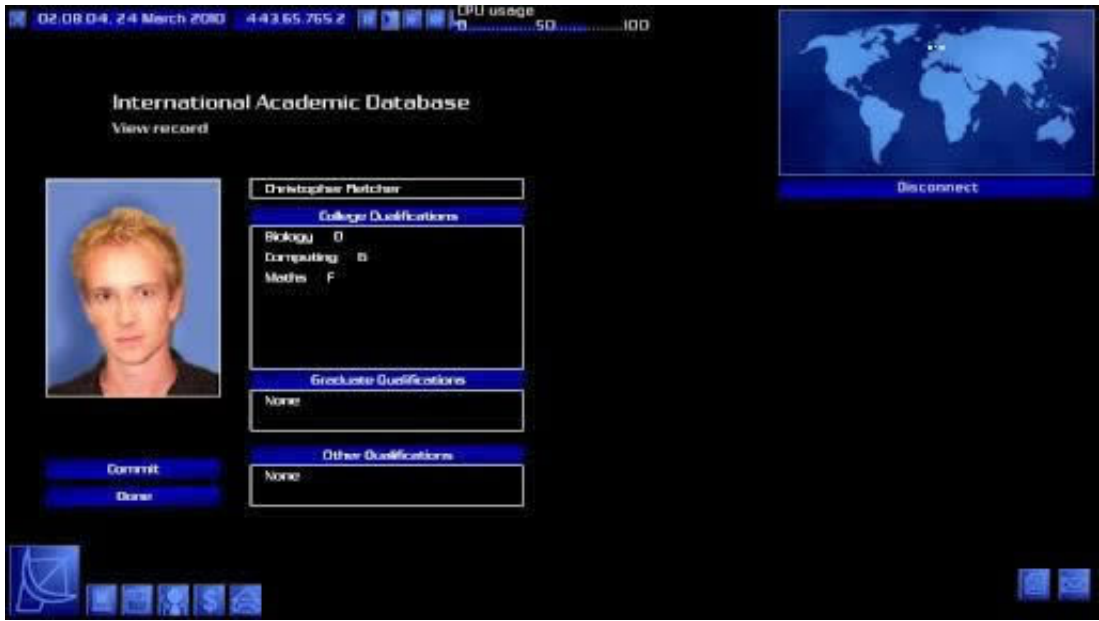 02.08.04, 24 March 2010 443.65.765.2
CPU usage
0 50 100
International Academic Database
View record
Christopher Fletcher
College Qualifications
Biology D
Computing
Maths F
Graduate Qualifications
None
Other Qualifications
None
Commit
Done
Disconnect
$